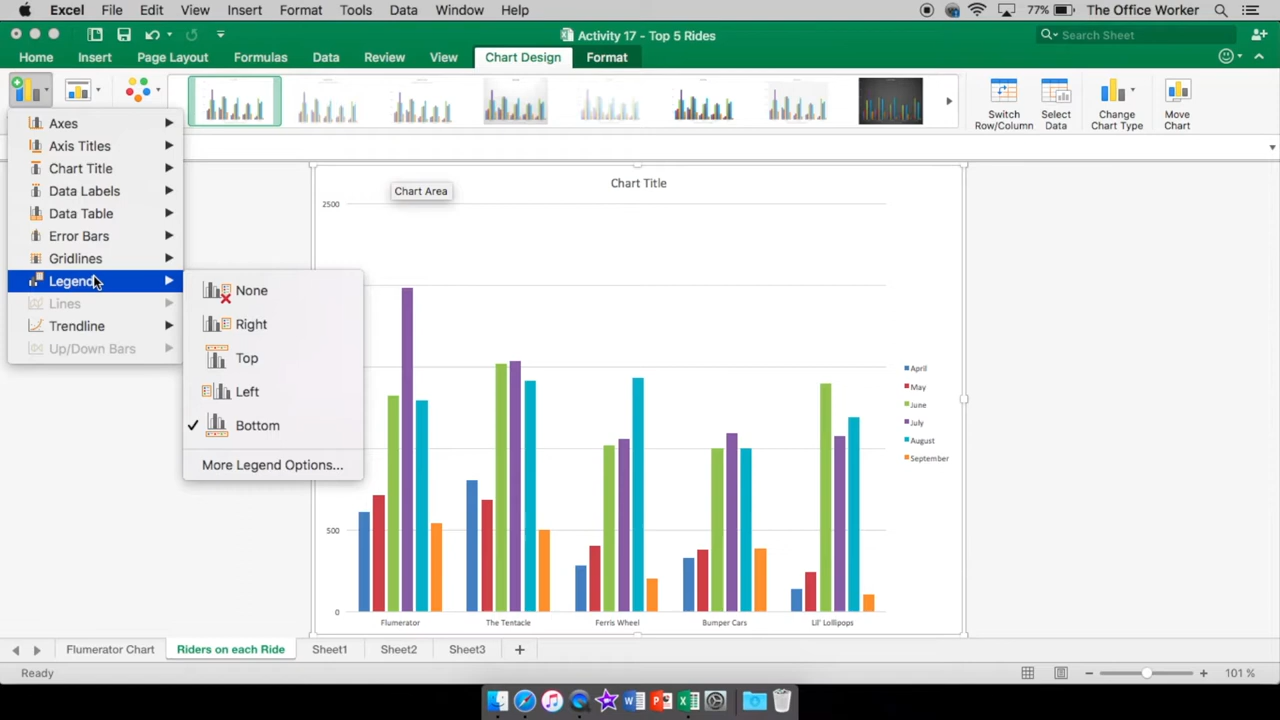 Excel File Edit View Insert Format Tools Data Window Help 77% The Office Worker
Activity 17 - Top 5 Rides
Search Sheet
Home Insert Page Layout Formulas Data Review View Chart Design Format
Switch Row/Column
Select Data
Change Chart Type
Move Chart
Axes
Axis Titles
Chart Title
Data Labels
Data Table
Error Bars
Gridlines
Legend
Lines
Trendline
Up/Down Bars
None
Right
Top
Left
Bottom
More Legend Options...
Chart Area
Chart Title
2500
500
0
Flumerator The Tentacle Ferris Wheel Bumper Cars Lil' Lollipops
April
May
June
July
August
September
Flumerator Chart Riders on each Ride Sheet1 Sheet2 Sheet3 +
Ready 101 %